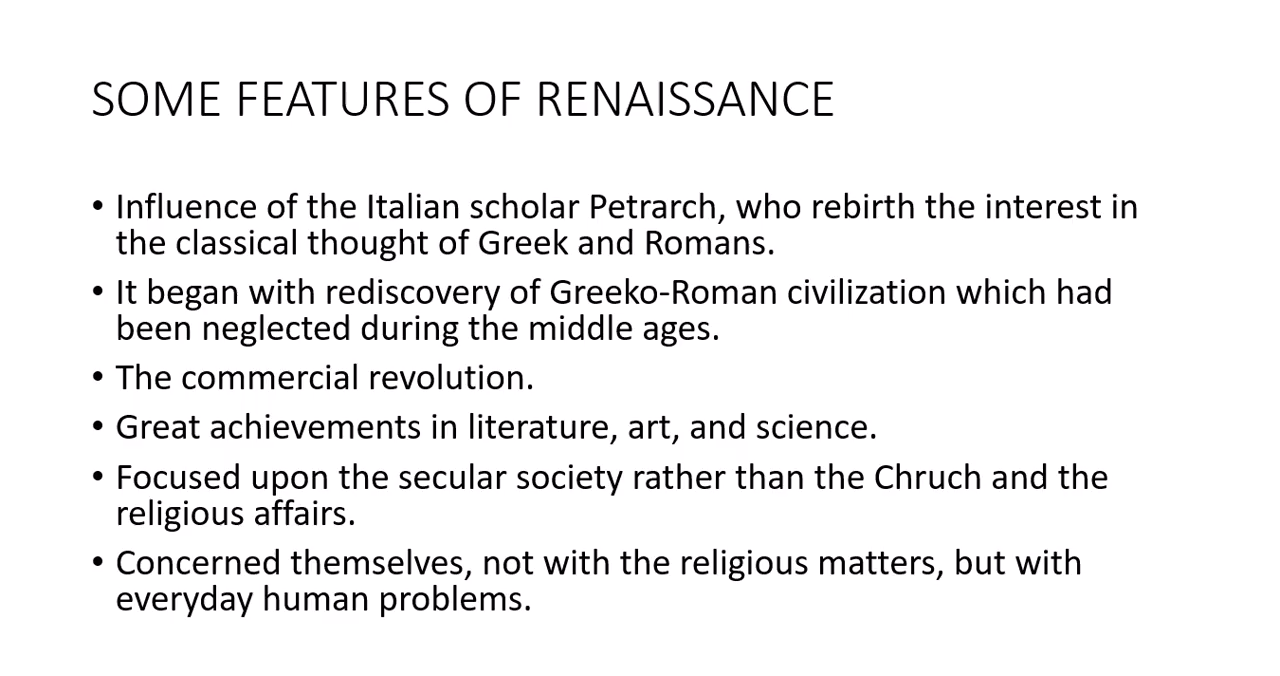 SOME FEATURES OF RENAISSANCE
• Influence of the Italian scholar Petrarch, who rebirth the interest in
the classical thought of Greek and Romans.
• It began with rediscovery of Greeko-Roman civilization which had
been neglected during the middle ages.
• The commercial revolution.
• Great achievements in literature, art, and science.
• Focused upon the secular society rather than the Chruch and the
religious affairs.
• Concerned themselves, not with the religious matters, but with
everyday human problems.